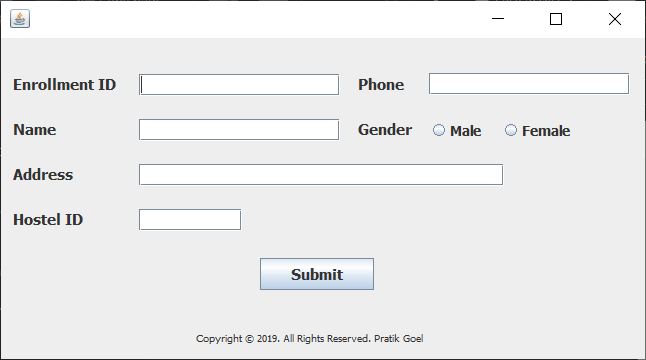 Enrollment ID Phone
Name Gender Male Female
Address
Hostel ID
Submit
Copyright © 2019. All Rights Reserved. Pratik Goel